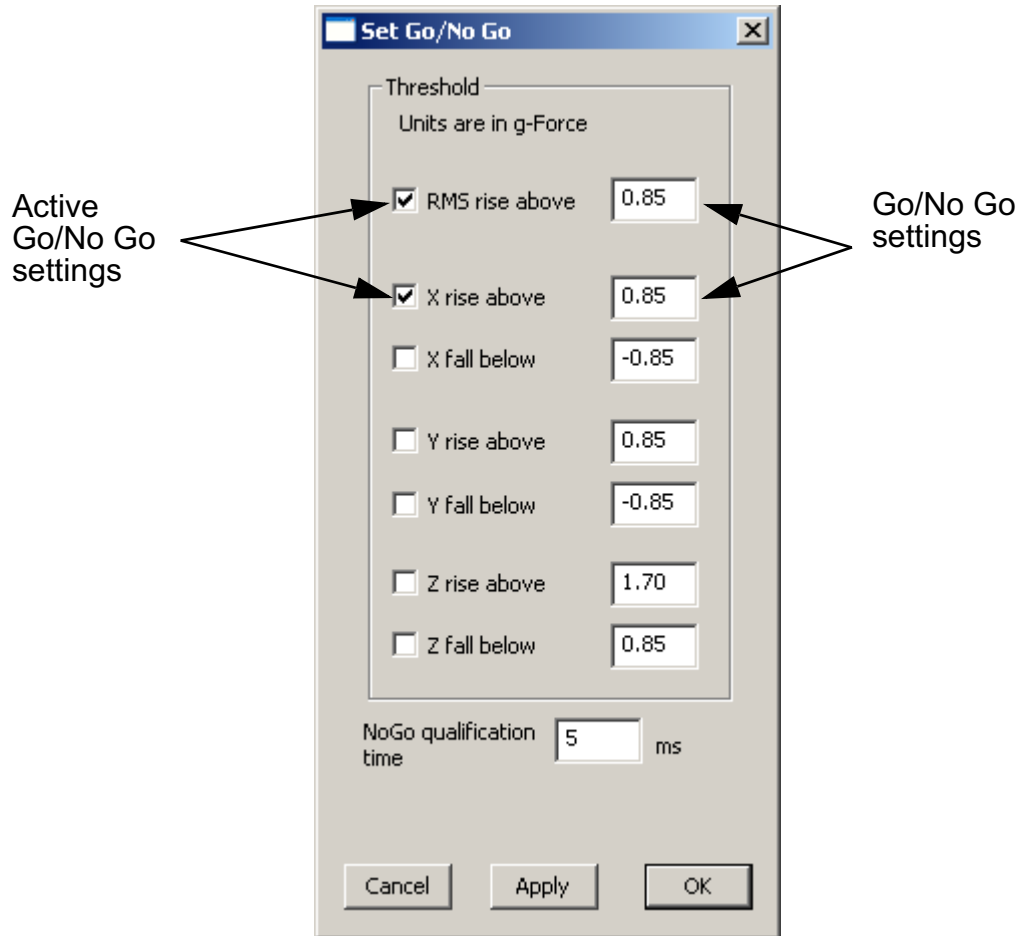 Set Go/No Go
Threshold
Units are in g-Force
Active
Go/No Go
settings
RMS rise above 0.85
Go/No Go
settings
X rise above 0.85
X fall below -0.85
Y rise above 0.85
Y fall below -0.85
Z rise above 1.70
Z fall below 0.85
NoGo qualification
time
5 ms
Cancel Apply OK